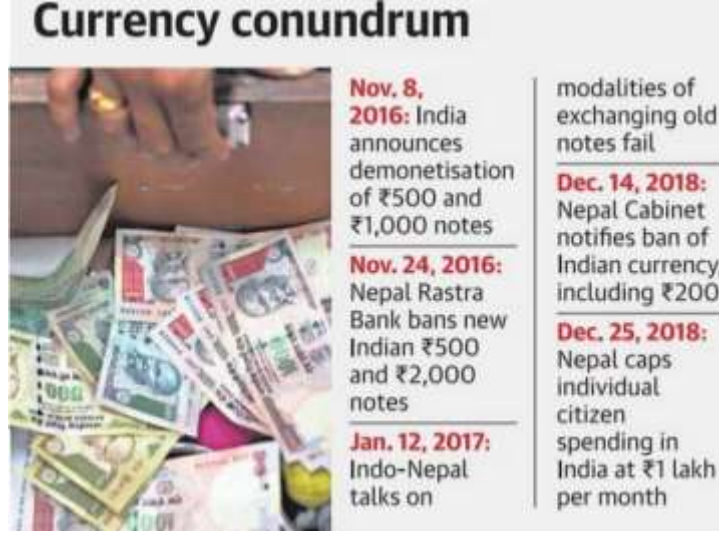 Currency conundrum
Nov. 8,
2016: India
announces
demonetisation
of ₹500 and
₹1,000 notes
Nov. 24, 2016:
Nepal Rastra
Bank bans new
Indian ₹500
and ₹2,000
notes
Jan. 12, 2017:
Indo-Nepal
talks on
modalities of
exchanging old
notes fail
Dec. 14, 2018:
Nepal Cabinet
notifies ban of
Indian currency
including ₹200
Dec. 25, 2018:
Nepal caps
individual
citizen
spending in
India at ₹1 lakh
per month